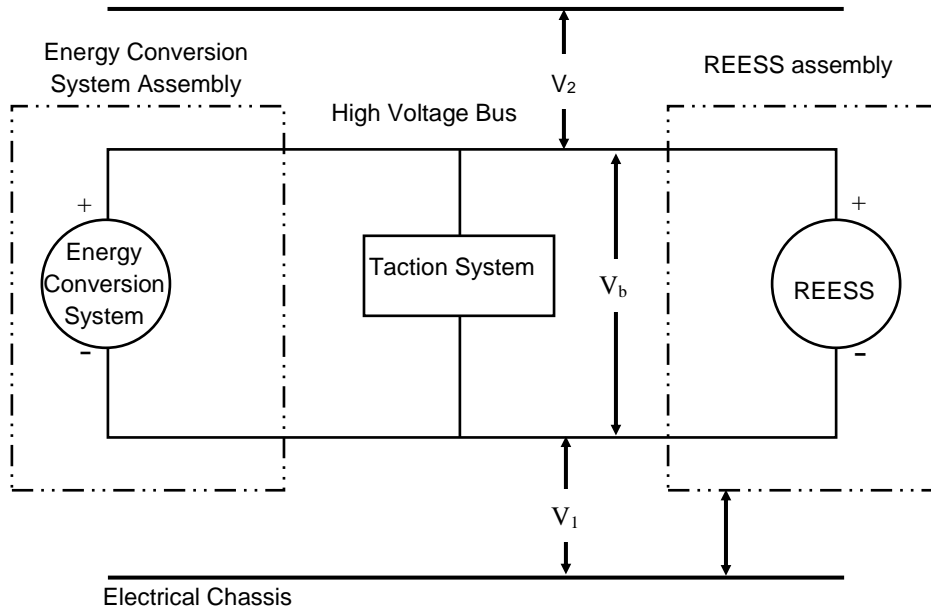 Energy Conversion
System Assembly
V2
REESS assembly
High Voltage Bus
+
+
Energy
Conversion
System
Taction System
Vb
REESS
-
-
V1
Electrical Chassis